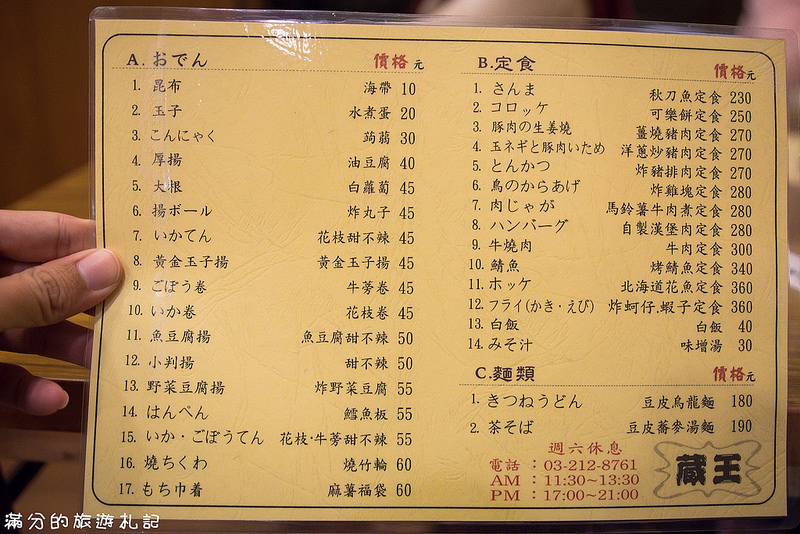 A. おでん 價格元
1. 昆布 海帶 10
2. 玉子 水煮蛋 20
3. こんにゃく 蒟蒻 30
4. 厚揚 油豆腐 40
5. 大根 白蘿蔔 45
6. 揚ボール 炸丸子 45
7. いかてん 花枝甜不辣 45
8. 黃金玉子揚 黃金玉子揚 45
9. ごぼう卷 牛蒡卷 45
10. いか卷 花枝卷 45
11. 魚豆腐揚 魚豆腐甜不辣 50
12. 小判揚 甜不辣 50
13. 野菜豆腐揚 炸野菜豆腐 55
14. はんぺん 鱈魚板 55
15. いか・ごぼうてん 花枝・牛蒡甜不辣 55
16. 燒ちくわ 燒竹輪 60
17. もち巾着 麻薯福袋 60
B.定食 價格元
1. さんま 秋刀魚定食 230
2. コロッケ 可樂餅定食 250
3. 豚肉の生姜燒 薑燒豬肉定食 270
4. 玉ネギと豚肉いため 洋蔥炒豬肉定食 270
5. とんかつ 炸豬排肉定食 270
6. 鳥のからあげ 炸雞塊定食 280
7. 肉じゃが 馬鈴薯牛肉煮定食 280
8. ハンバーグ 自製漢堡肉定食 280
9. 牛燒肉 牛肉定食 300
10. 鯖魚 烤鯖魚定食 340
11. ホッケ 北海道花魚定食 360
12. フライ(かき・えび) 炸蚵仔.蝦子定食 360
13. 白飯 白飯 40
14. みそ汁 味增湯 30
C.麵類 價格元
1. きつねうどん 豆皮烏龍麵 180
2. 茶そば 豆皮蕎麥湯麵 190
週六休息
電話：03-212-8761
AM：11:30~13:30
PM：17:00~21:00
蔵王
滿分的旅遊札記